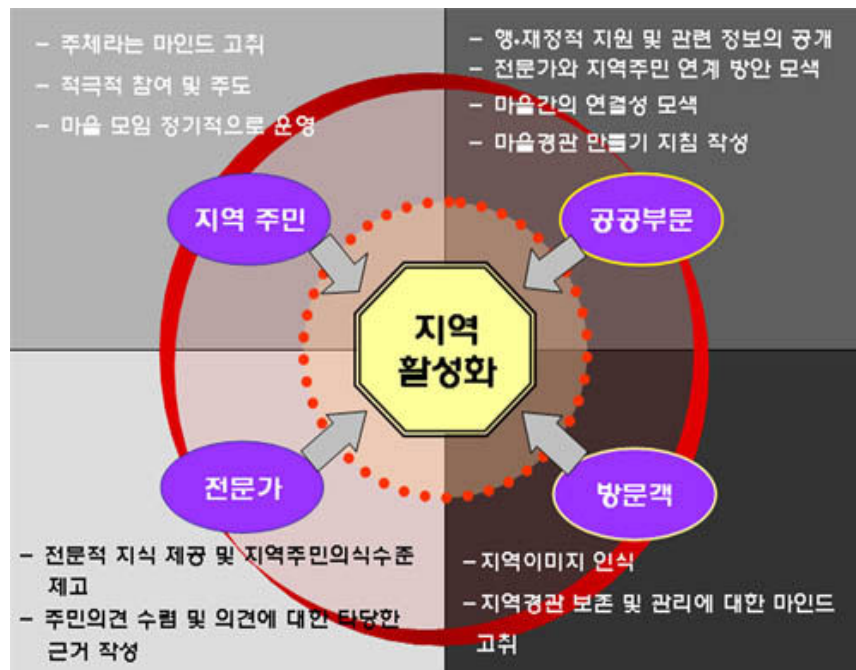 – 주체라는 마인드 고취
– 적극적 참여 및 주도
– 마을 모임 정기적으로 운영
지역 주민
– 행·재정적 지원 및 관련 정보의 공개
– 전문가와 지역주민 연계 방안 모색
– 마을간의 연결성 모색
– 마을경관 만들기 지침 작성
공공부문
지역
활성화
전문가
– 전문적 지식 제공 및 지역주민의식수준
제고
– 주민의견 수렴 및 의견에 대한 타당한
근거 작성
방문객
–지역이미지 인식
–지역경관 보존 및 관리에 대한 마인드
고취